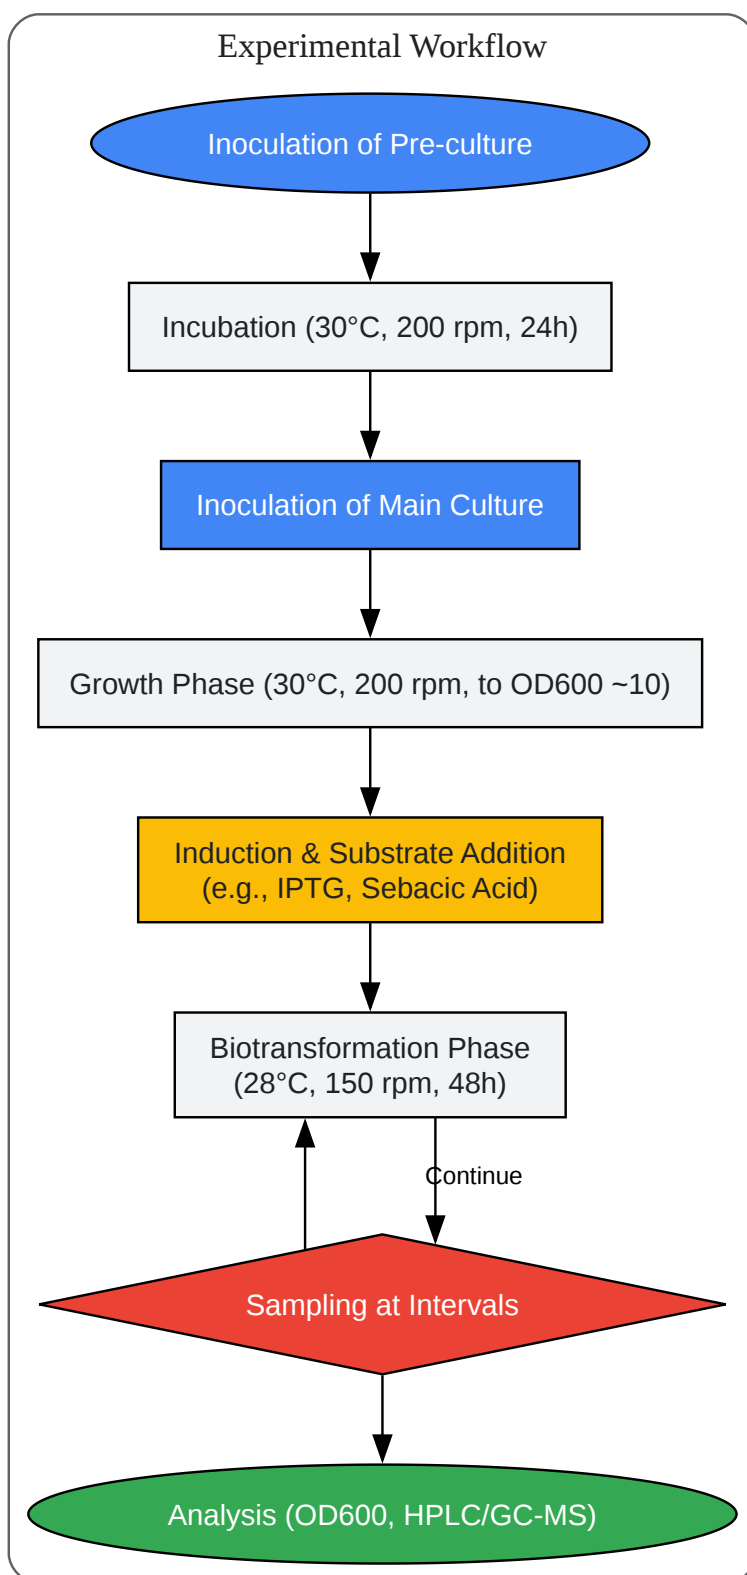 Experimental Workflow
Inoculation of Pre-culture
Incubation (30°C, 200 rpm, 24h)
Inoculation of Main Culture
Growth Phase (30°C, 200 rpm, to OD600 ~10)
Induction & Substrate Addition
(e.g., IPTG, Sebacic Acid)
Biotransformation Phase
(28°C, 150 rpm, 48h)
Continue
Sampling at Intervals
Analysis (OD600, HPLC/GC-MS)